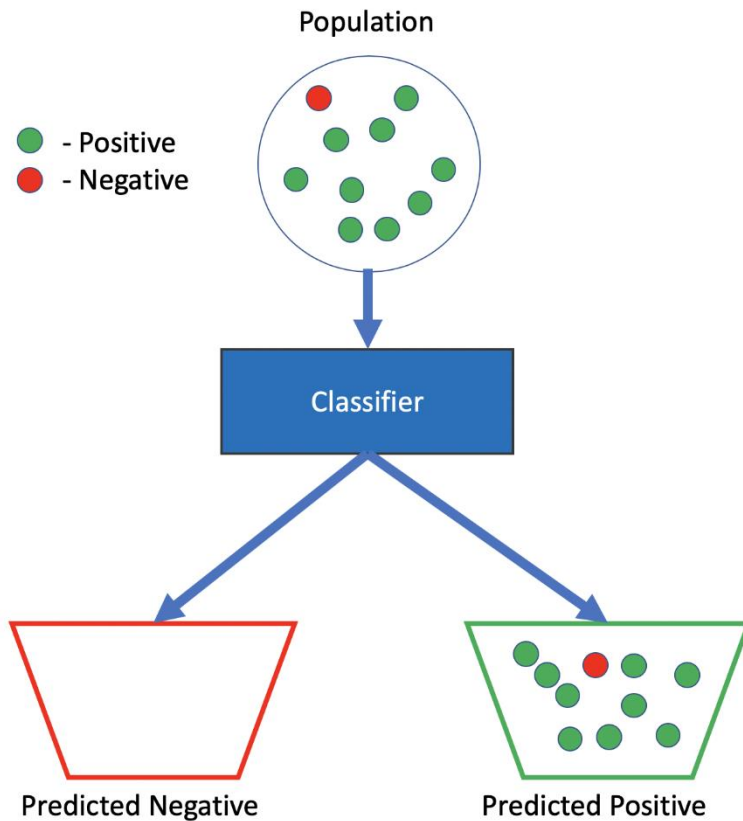 Population
- Positive
- Negative
Classifier
Predicted Negative
Predicted Positive